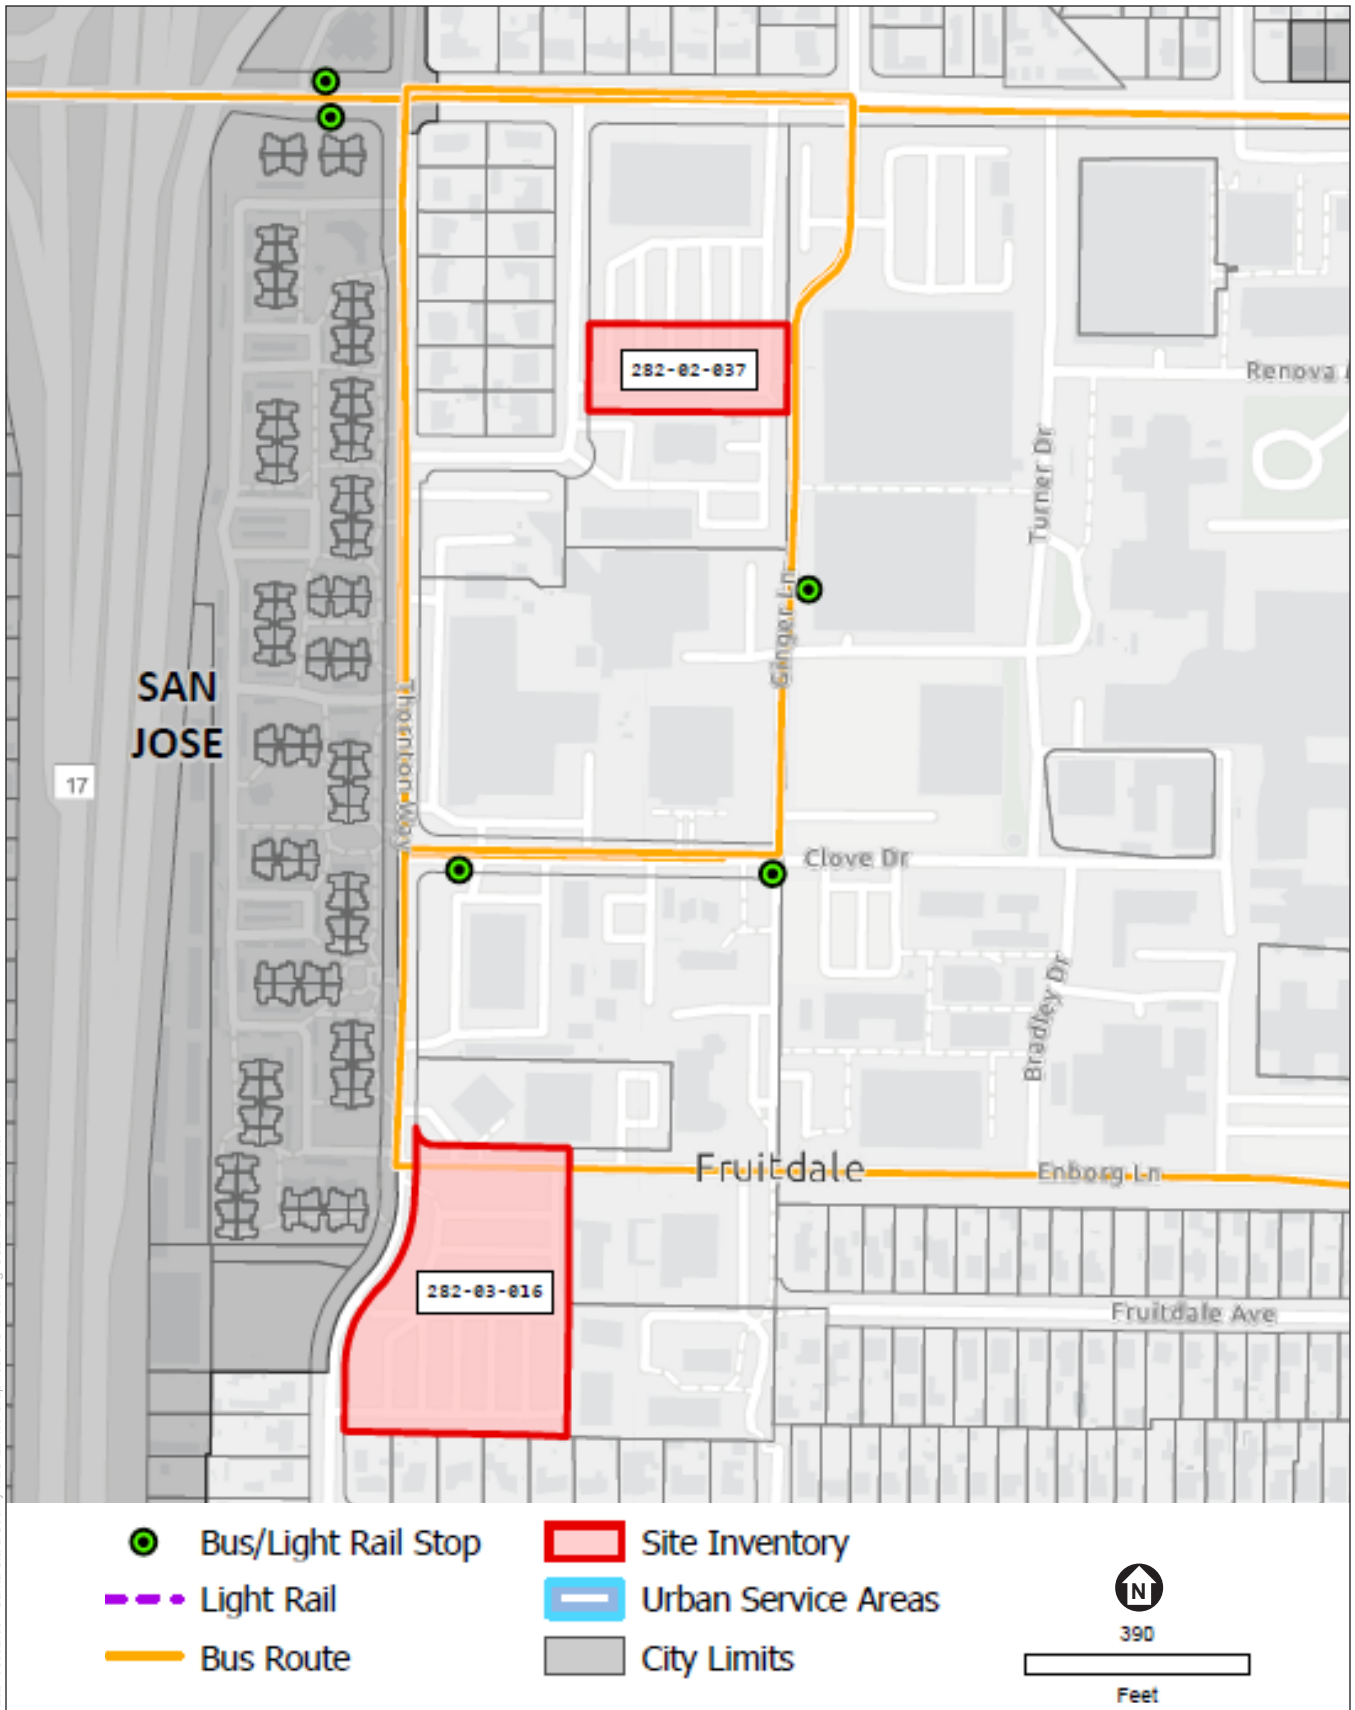 Renova
282-02-037
Turner Dr
Ginger Ln
SAN
JOSE
Thornton Way
17
Clove Dr
Bradley Dr
Fruitdale
Enborg Ln
282-03-016
Fruitdale Ave
Bus/Light Rail Stop
Site Inventory
Light Rail
Urban Service Areas
Bus Route
City Limits
N
390
Feet